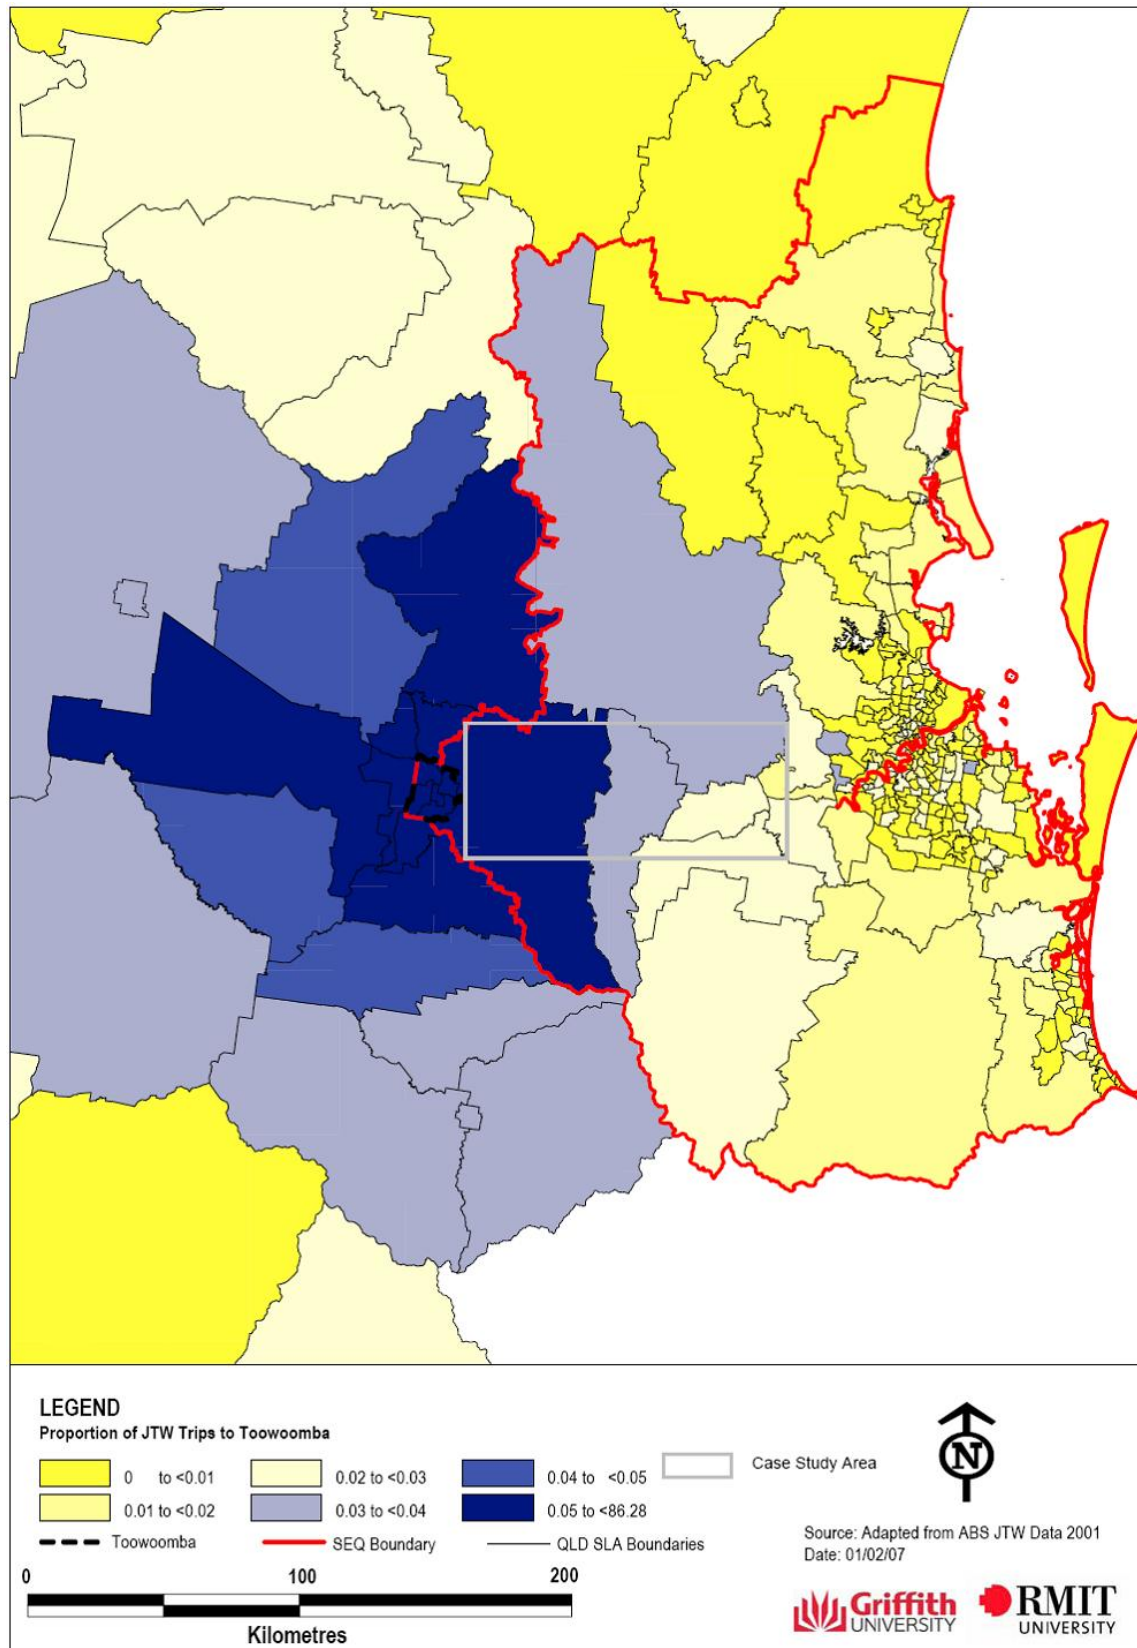 LEGEND
Proportion of JTW Trips to Toowoomba
0 to <0.01
0.02 to <0.03
0.04 to <0.05
Case Study Area
0.01 to <0.02
0.03 to <0.04
0.05 to <86.28
Toowoomba
SEQ Boundary
QLD SLA Boundaries
0 100 200
Kilometres
N
Source: Adapted from ABS JTW Data 2001
Date: 01/02/07
Griffith
UNIVERSITY
RMIT
UNIVERSITY